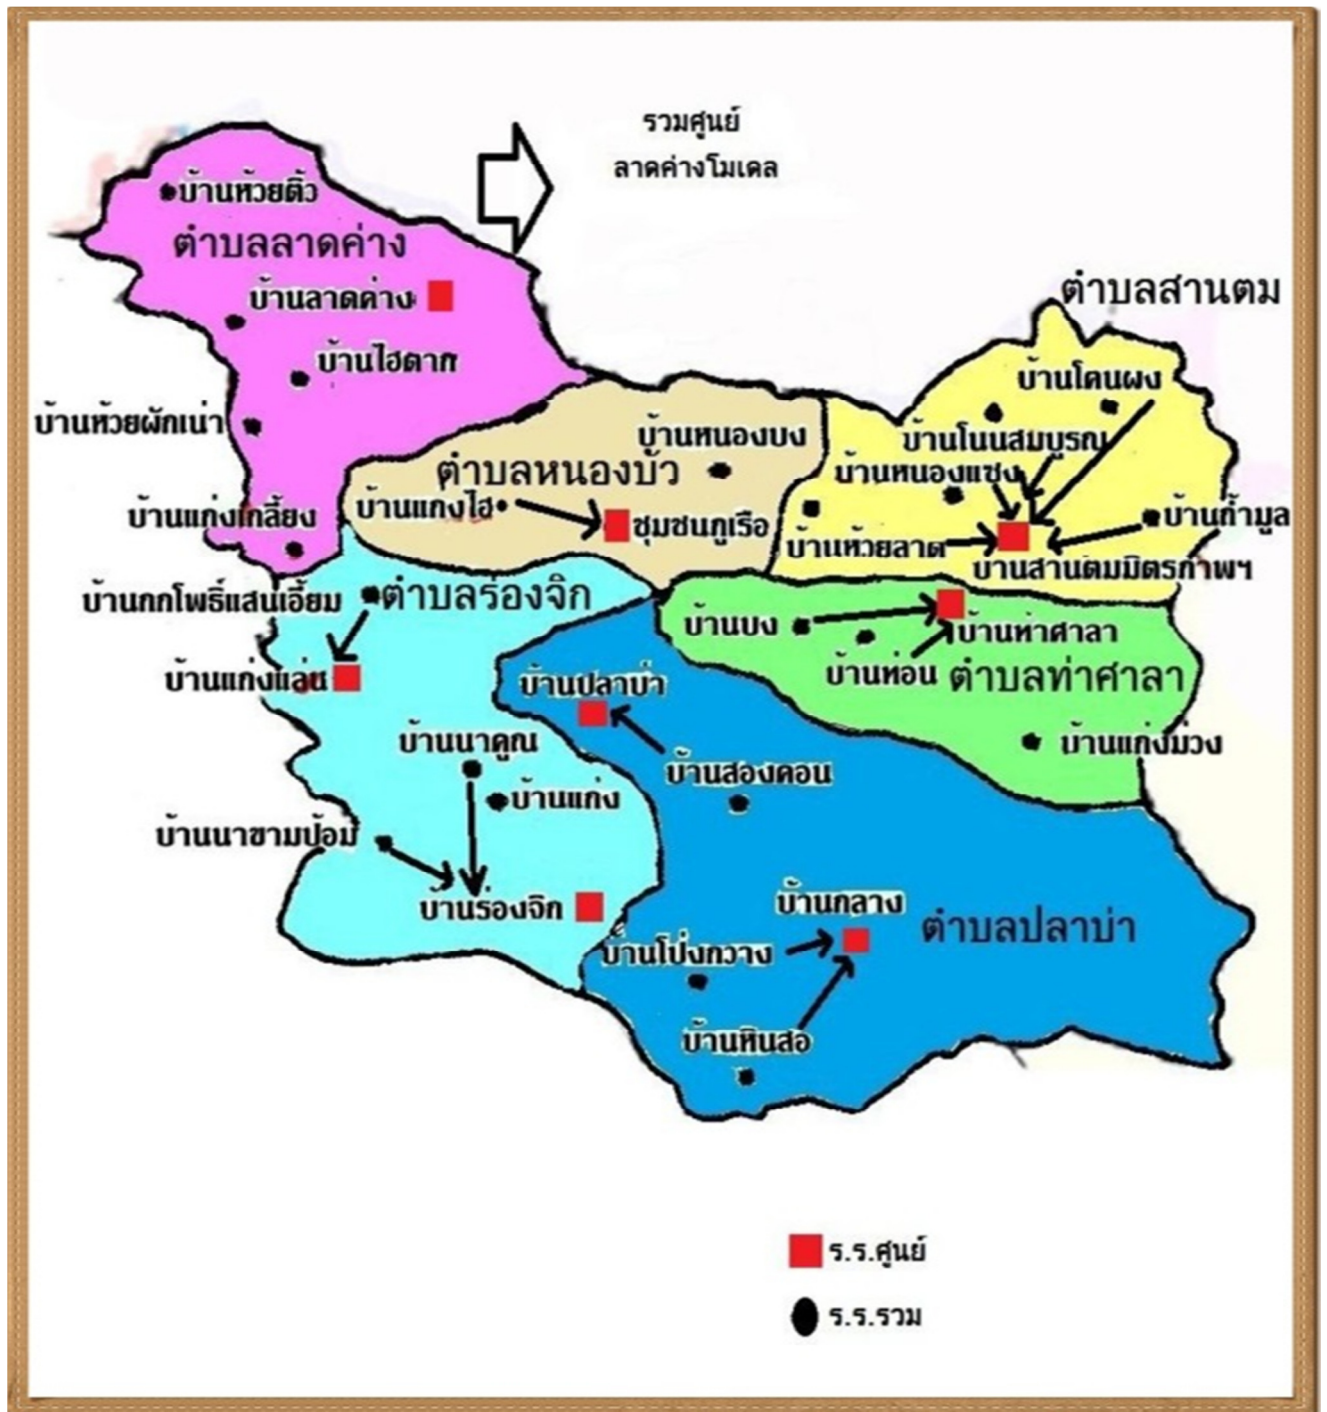 รวมศูนย์
ลาดค่างโมเดล
บ้านห้วยติ้ว
ตำบลลาดค่าง
บ้านลาดค่าง
บ้านไฮตาก
บ้านห้วยผักเน่า
บ้านแก่งเกลี้ยง
ตำบลสานตม
บ้านโคนผง
บ้านโนนสมบูรณ
บ้านหนองแซง
บ้านถ้ำมูล
บ้านห้วยลาด
บ้านสานตมมิตรภาพฯ
บ้านหนองบง
ตำบลหนองบัว
บ้านแก่งไฮ
ชุมชนภูเรือ
บ้านกกโพธิ์แสนเอี้ยม
ตำบลร่องจิก
บ้านแก่งแล่น
บ้านนาคูณ
บ้านแก่ง
บ้านนาขามป้อม
บ้านร่องจิก
บ้านบง
บ้านท่าศาลา
บ้านห่อน
ตำบลท่าศาลา
บ้านแก่งม่วง
บ้านปลาบ่า
บ้านสองคอน
บ้านกลาง
ตำบลปลาบ่า
บ้านโป่งกวาง
บ้านหินสอ
ร.ร.ศูนย์
ร.ร.รวม